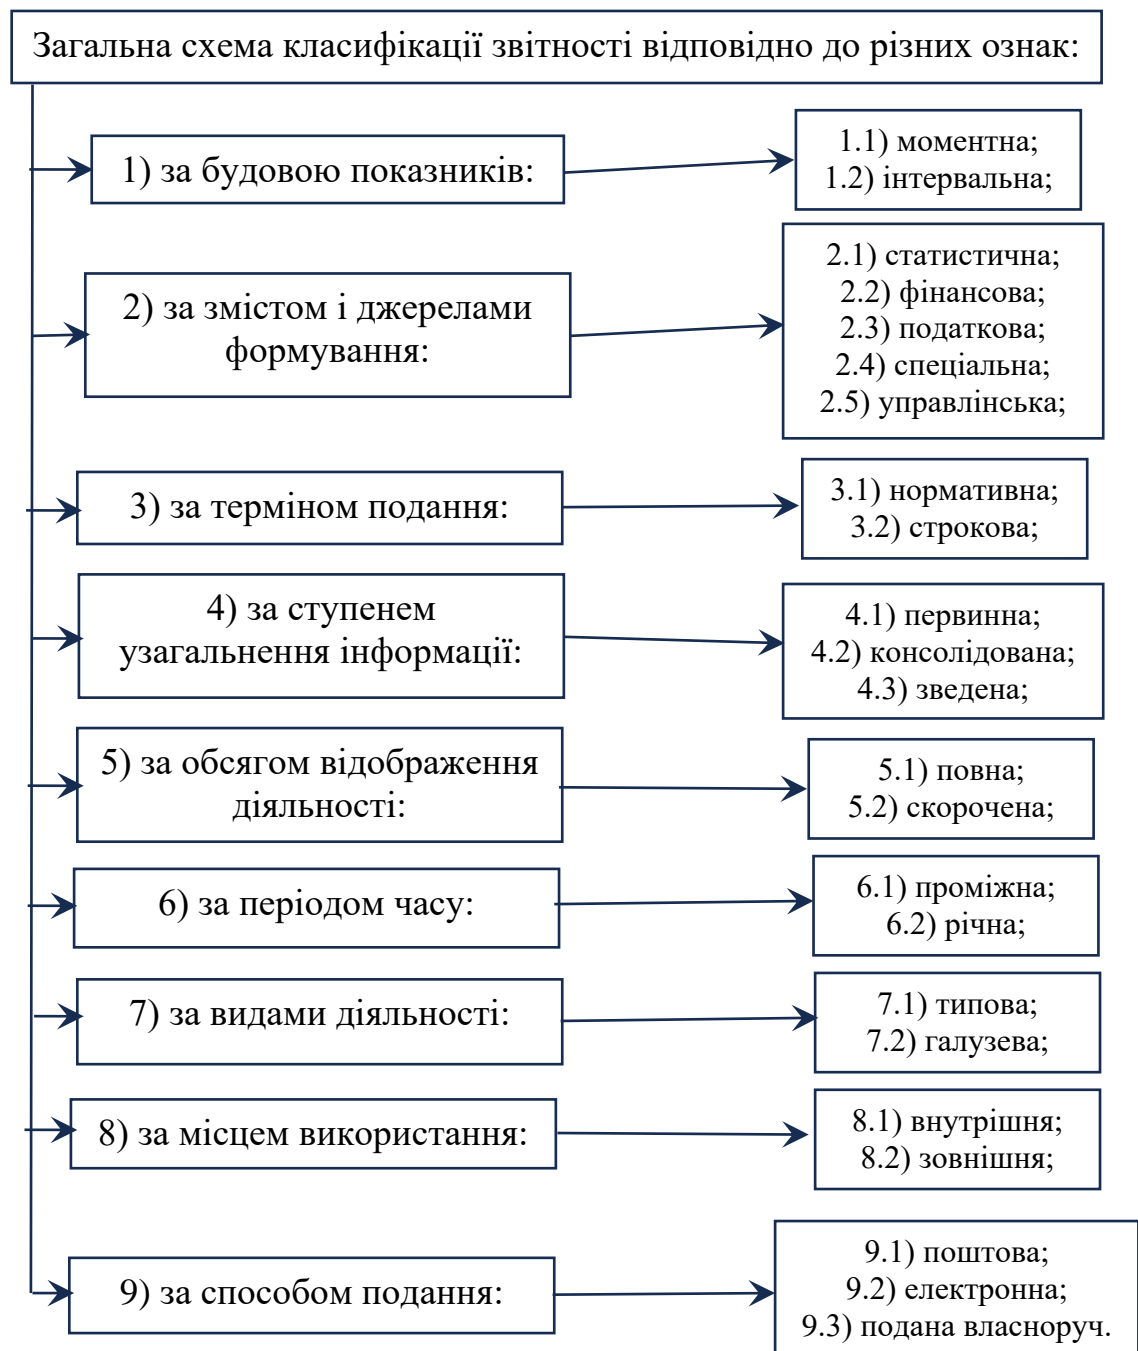 Загальна схема класифікації звітності відповідно до різних ознак:
1) за будовою показників:
1.1) моментна;
1.2) інтервальна;
2) за змістом і джерелами
формування:
2.1) статистична;
2.2) фінансова;
2.3) податкова;
2.4) спеціальна;
2.5) управлінська;
3) за терміном подання:
3.1) нормативна;
3.2) строкова;
4) за ступенем
узагальнення інформації:
4.1) первинна;
4.2) консолідована;
4.3) зведена;
5) за обсягом відображення
діяльності:
5.1) повна;
5.2) скорочена;
6) за періодом часу:
6.1) проміжна;
6.2) річна;
7) за видами діяльності:
7.1) типова;
7.2) галузева;
8) за місцем використання:
8.1) внутрішня;
8.2) зовнішня;
9) за способом подання:
9.1) поштова;
9.2) електронна;
9.3) подана власноруч.